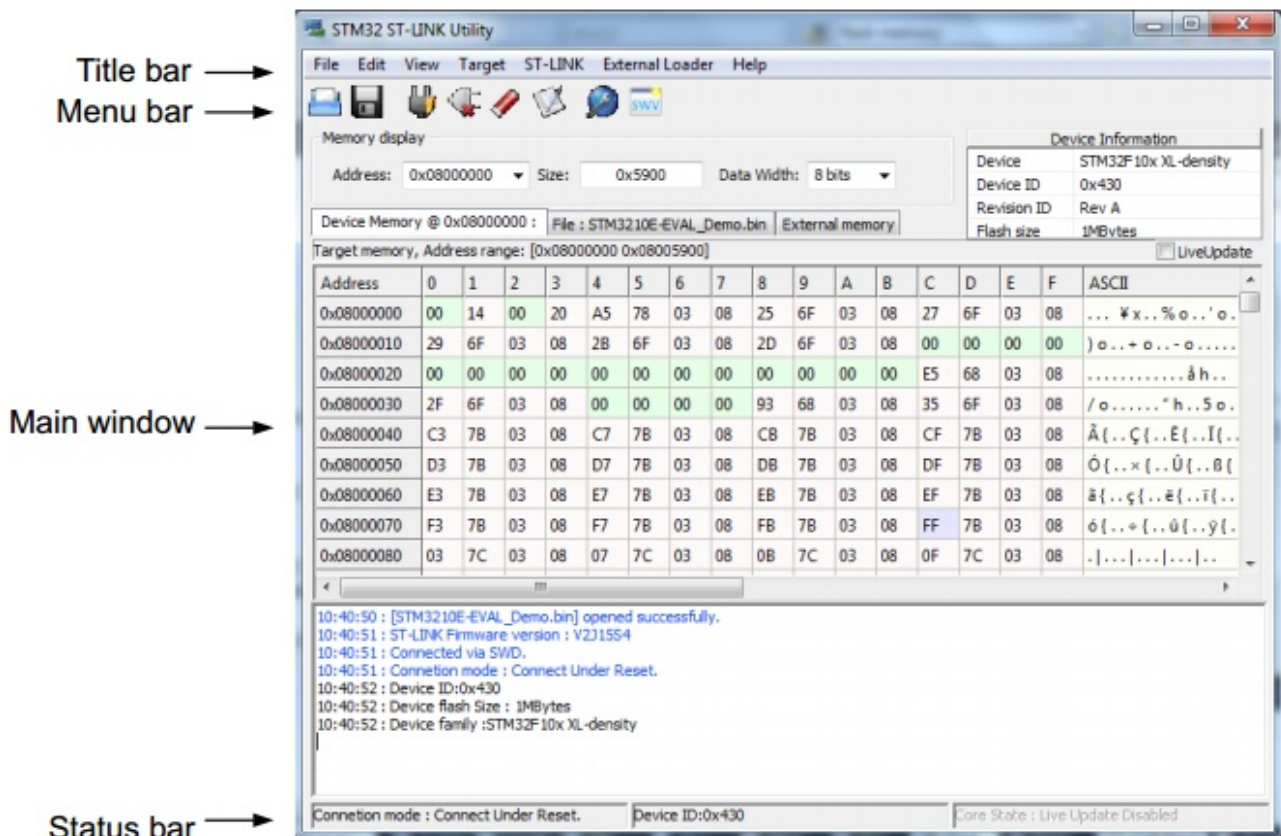 STM32 ST-LINK Utility
Title bar
File Edit View Target ST-LINK External Loader Help
Menu bar
SWV
Memory display
Address: 0x08000000 Size: 0x5900 Data Width: 8 bits
Device Information
Device STM32F10x XL-density
Device ID 0x430
Revision ID Rev A
Flash size 1MBytes
Device Memory @ 0x08000000 : File : STM3210E-EVAL_Demo.bin External memory
Target memory, Address range: [0x08000000 0x08005900] LiveUpdate
Address 0 1 2 3 4 5 6 7 8 9 A B C D E F ASCII
0x08000000 00 14 00 20 A5 78 03 08 25 6F 03 08 27 6F 03 08 ... ¥x..%o..'o.
0x08000010 29 6F 03 08 2B 6F 03 08 2D 6F 03 08 00 00 00 00 )o..+o..-o.....
0x08000020 00 00 00 00 00 00 00 00 00 00 00 00 E5 68 03 08 ............åh..
Main window
0x08000030 2F 6F 03 08 00 00 00 00 93 68 03 08 35 6F 03 08 /o......"h..5o.
0x08000040 C3 7B 03 08 C7 7B 03 08 CB 7B 03 08 CF 7B 03 08 Ã{..Ç{..Ë{..Ï{..
0x08000050 D3 7B 03 08 D7 7B 03 08 DB 7B 03 08 DF 7B 03 08 Ó{..×{..Û{..ß{
0x08000060 E3 7B 03 08 E7 7B 03 08 EB 7B 03 08 EF 7B 03 08 ã{..ç{..ë{..ï{..
0x08000070 F3 7B 03 08 F7 7B 03 08 FB 7B 03 08 FF 7B 03 08 ó{..÷{..û{..ÿ{.
0x08000080 03 7C 03 08 07 7C 03 08 0B 7C 03 08 0F 7C 03 08 .|...|...|...|..
10:40:50 : [STM3210E-EVAL_Demo.bin] opened successfully.
10:40:51 : ST-LINK Firmware version : V2J15S4
10:40:51 : Connected via SWD.
10:40:51 : Connetion mode : Connect Under Reset.
10:40:52 : Device ID:0x430
10:40:52 : Device flash Size : 1MBytes
10:40:52 : Device family :STM32F10x XL-density
Status bar
Connetion mode : Connect Under Reset. Device ID:0x430 Core State : Live Update Disabled